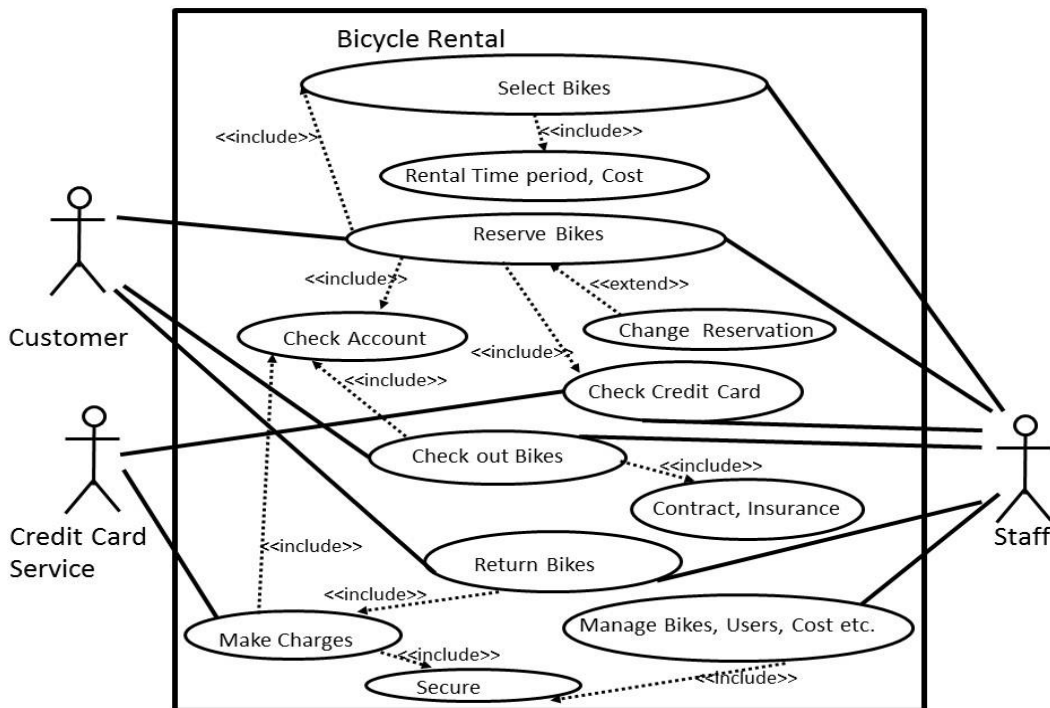 Bicycle Rental
Select Bikes
<<include>>
<<include>>
Rental Time period, Cost
Reserve Bikes
<<include>>
<<extend>>
Customer
Check Account
Change Reservation
<<include>>
<<include>>
Check Credit Card
Check out Bikes
<<include>>
Contract, Insurance
Credit Card
Service
Staff
<<include>>
Return Bikes
<<include>>
Make Charges
Manage Bikes, Users, Cost etc.
<<include>>
<<include>>
Secure